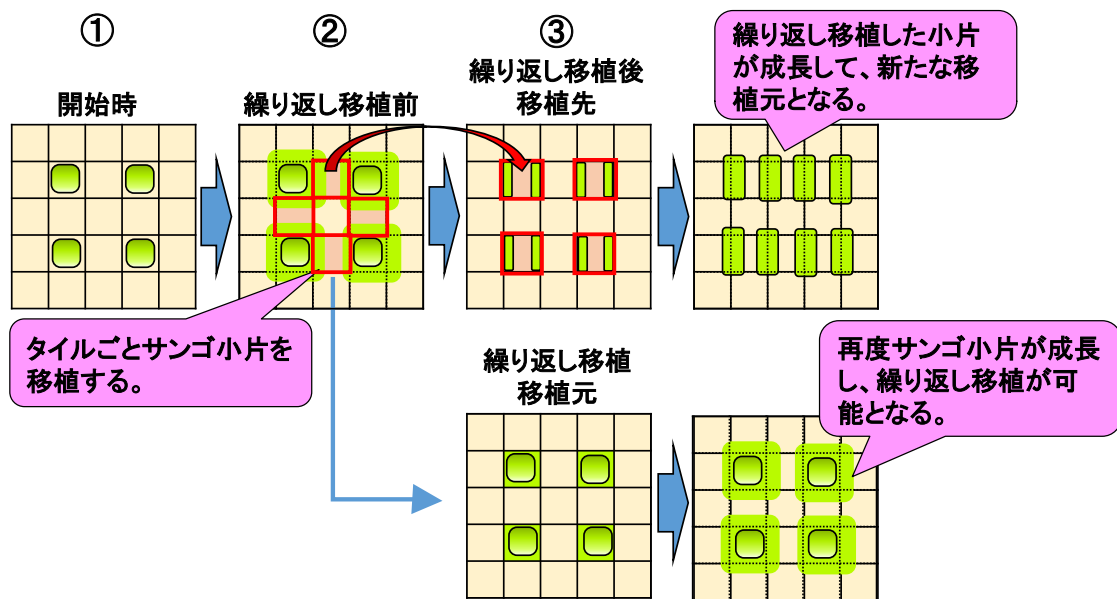 ①
開始時
②
繰り返し移植前
③
繰り返し移植後
移植先
繰り返し移植した小片
が成長して、新たな移
植元となる。
タイルごとサンゴ小片を
移植する。
繰り返し移植
移植元
再度サンゴ小片が成長
し、繰り返し移植が可
能となる。